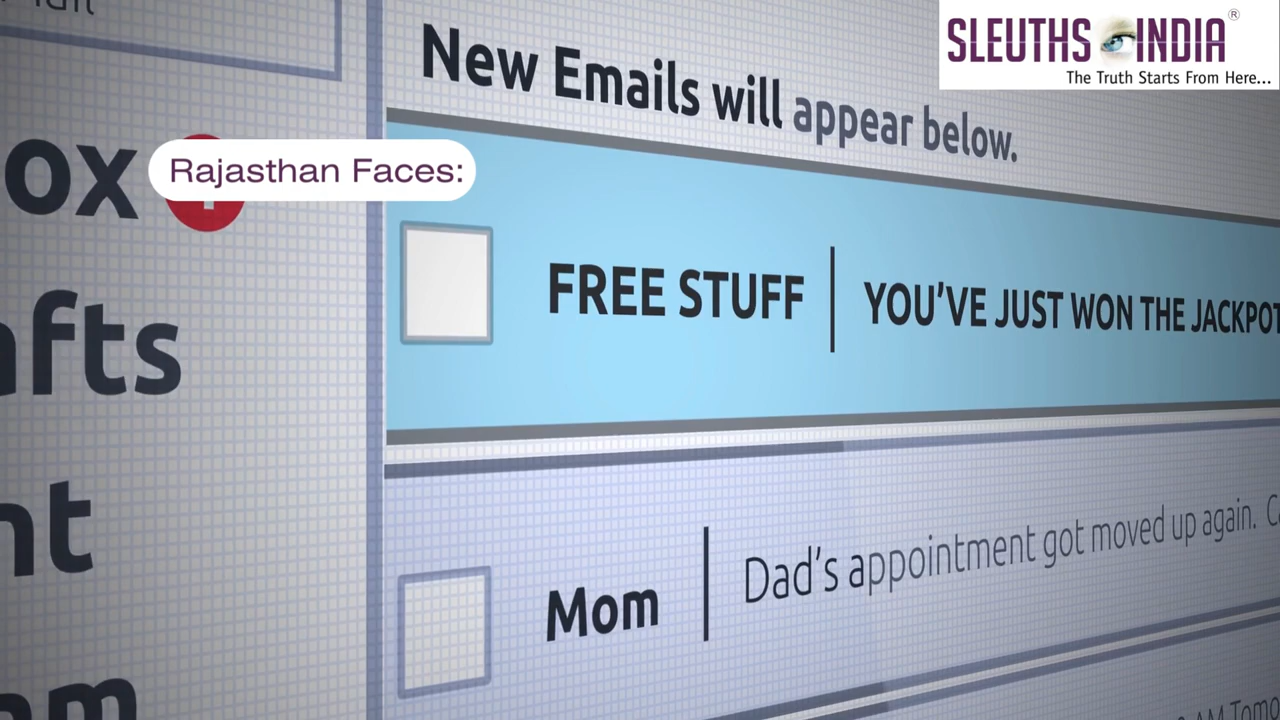 SLEUTHS INDIA®
The Truth Starts From Here...
New Emails will appear below.
Rajasthan Faces:
FREE STUFF | YOU'VE JUST WON THE JACKPOT
Mom | Dad's appointment got moved up again.